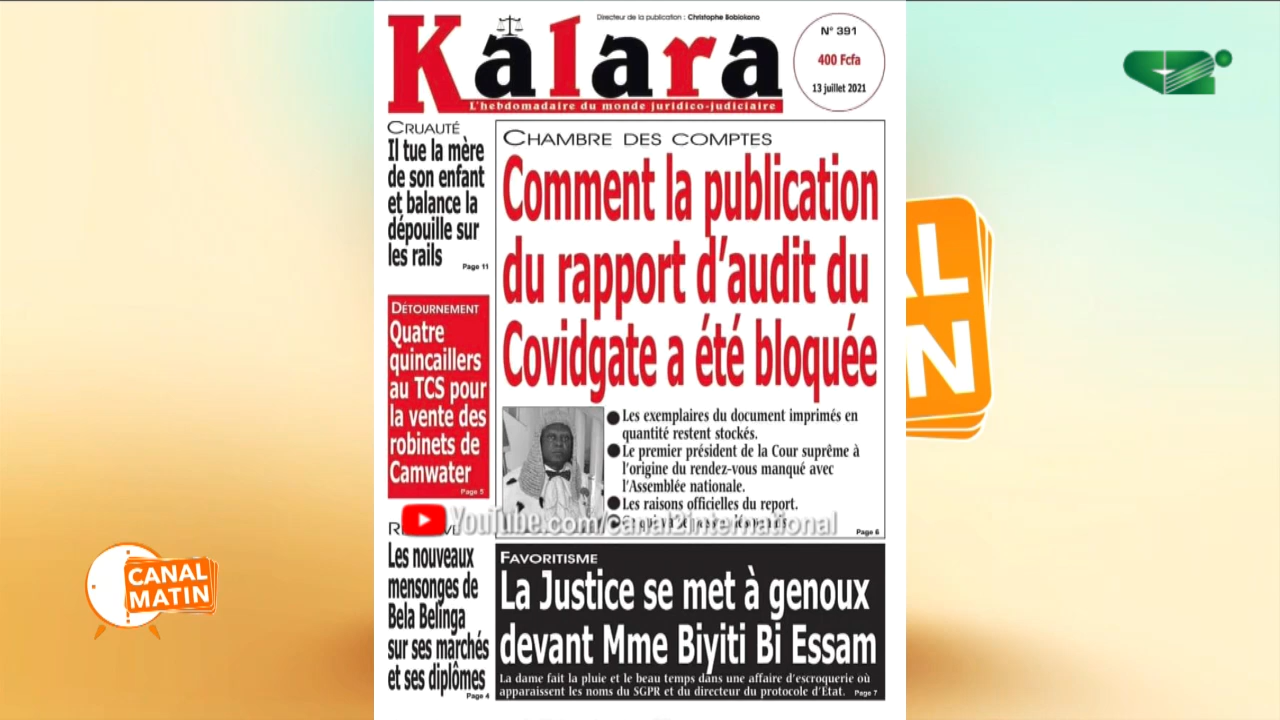 Directeur de la publication : Christophe Bobiokono
Kalara
L'hebdomadaire du monde juridico-judiciaire
N° 391
400 Fcfa
13 juillet 2021
CRUAUTÉ
Il tue la mère
de son enfant
et balance la
dépouille sur
les rails
Page 11
DÉTOURNEMENT
Quatre
quincaillers
au TCS pour
la vente des
robinets de
Camwater
Page 5
Les nouveaux
mensonges de
Bela Belinga
sur ses marchés
et ses diplômes
Page 4
CHAMBRE DES COMPTES
Comment la publication
du rapport d'audit du
Covidgate a été bloquée
Les exemplaires du document imprimés en
quantité restent stockés.
Le premier président de la Cour suprême à
l'origine du rendez-vous manqué avec
l'Assemblée nationale.
Les raisons officielles du report.
Page 6
YouTube.com/canal2international
FAVORITISME
La Justice se met à genoux
devant Mme Biyiti Bi Essam
La dame fait la pluie et le beau temps dans une affaire d'escroquerie où
apparaissent les noms du SGPR et du directeur du protocole d'État. Page 7
CANAL
MATIN
AL
IN